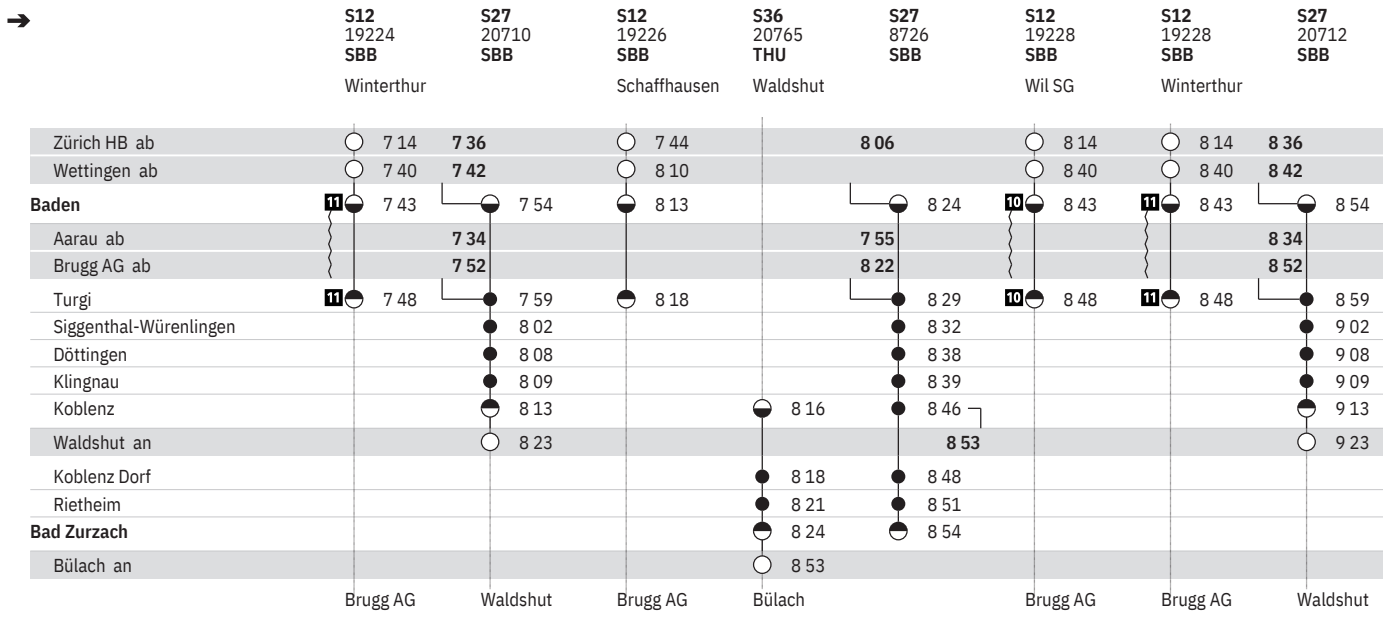 ➔ S12 S27 S12 S36 S27 S12 S12 S27
19224 20710 19226 20765 8726 19228 19228 20712
SBB SBB SBB THU SBB SBB SBB SBB
Winterthur Schaffhausen Waldshut Wil SG Winterthur
Zürich HB ab 7 14 7 36 7 44 8 06 8 14 8 14 8 36
Wettingen ab 7 40 7 42 8 10 8 40 8 40 8 42
Baden 11 7 43 7 54 8 13 8 24 10 8 43 11 8 43 8 54
Aarau ab 7 34 7 55 8 34
Brugg AG ab 7 52 8 22 8 52
Turgi 11 7 48 7 59 8 18 8 29 10 8 48 11 8 48 8 59
Siggenthal-Würenlingen 8 02 8 32 9 02
Döttingen 8 08 8 38 9 08
Klingnau 8 09 8 39 9 09
Koblenz 8 13 8 16 8 46 9 13
Waldshut an 8 23 8 53 9 23
Koblenz Dorf 8 18 8 48
Rietheim 8 21 8 51
Bad Zurzach 8 24 8 54
Bülach an 8 53
Brugg AG Waldshut Brugg AG Bülach Brugg AG Brugg AG Waldshut